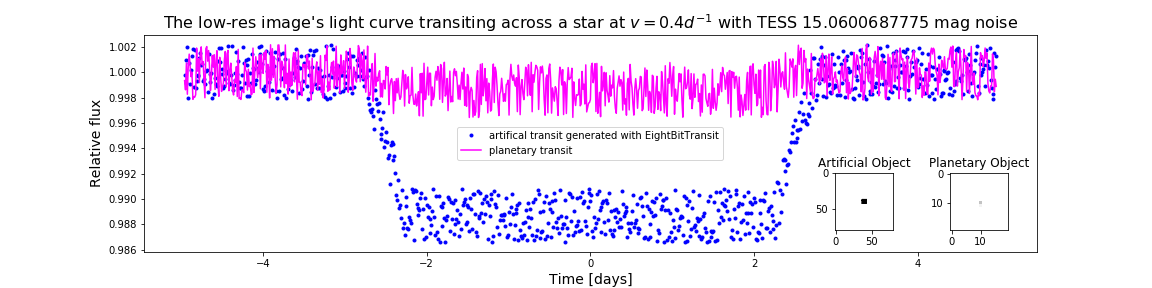 The low-res image's light curve transiting across a star at v = 0.4d⁻¹ with TESS 15.0600687775 mag noise
Relative flux
1.002
1.000
0.998
0.996
0.994
0.992
0.990
0.988
0.986
artifical transit generated with EightBitTransit
planetary transit
Artificial Object
0
50
0 50
Planetary Object
0
10
0 10
−4 −2 0 2 4
Time [days]